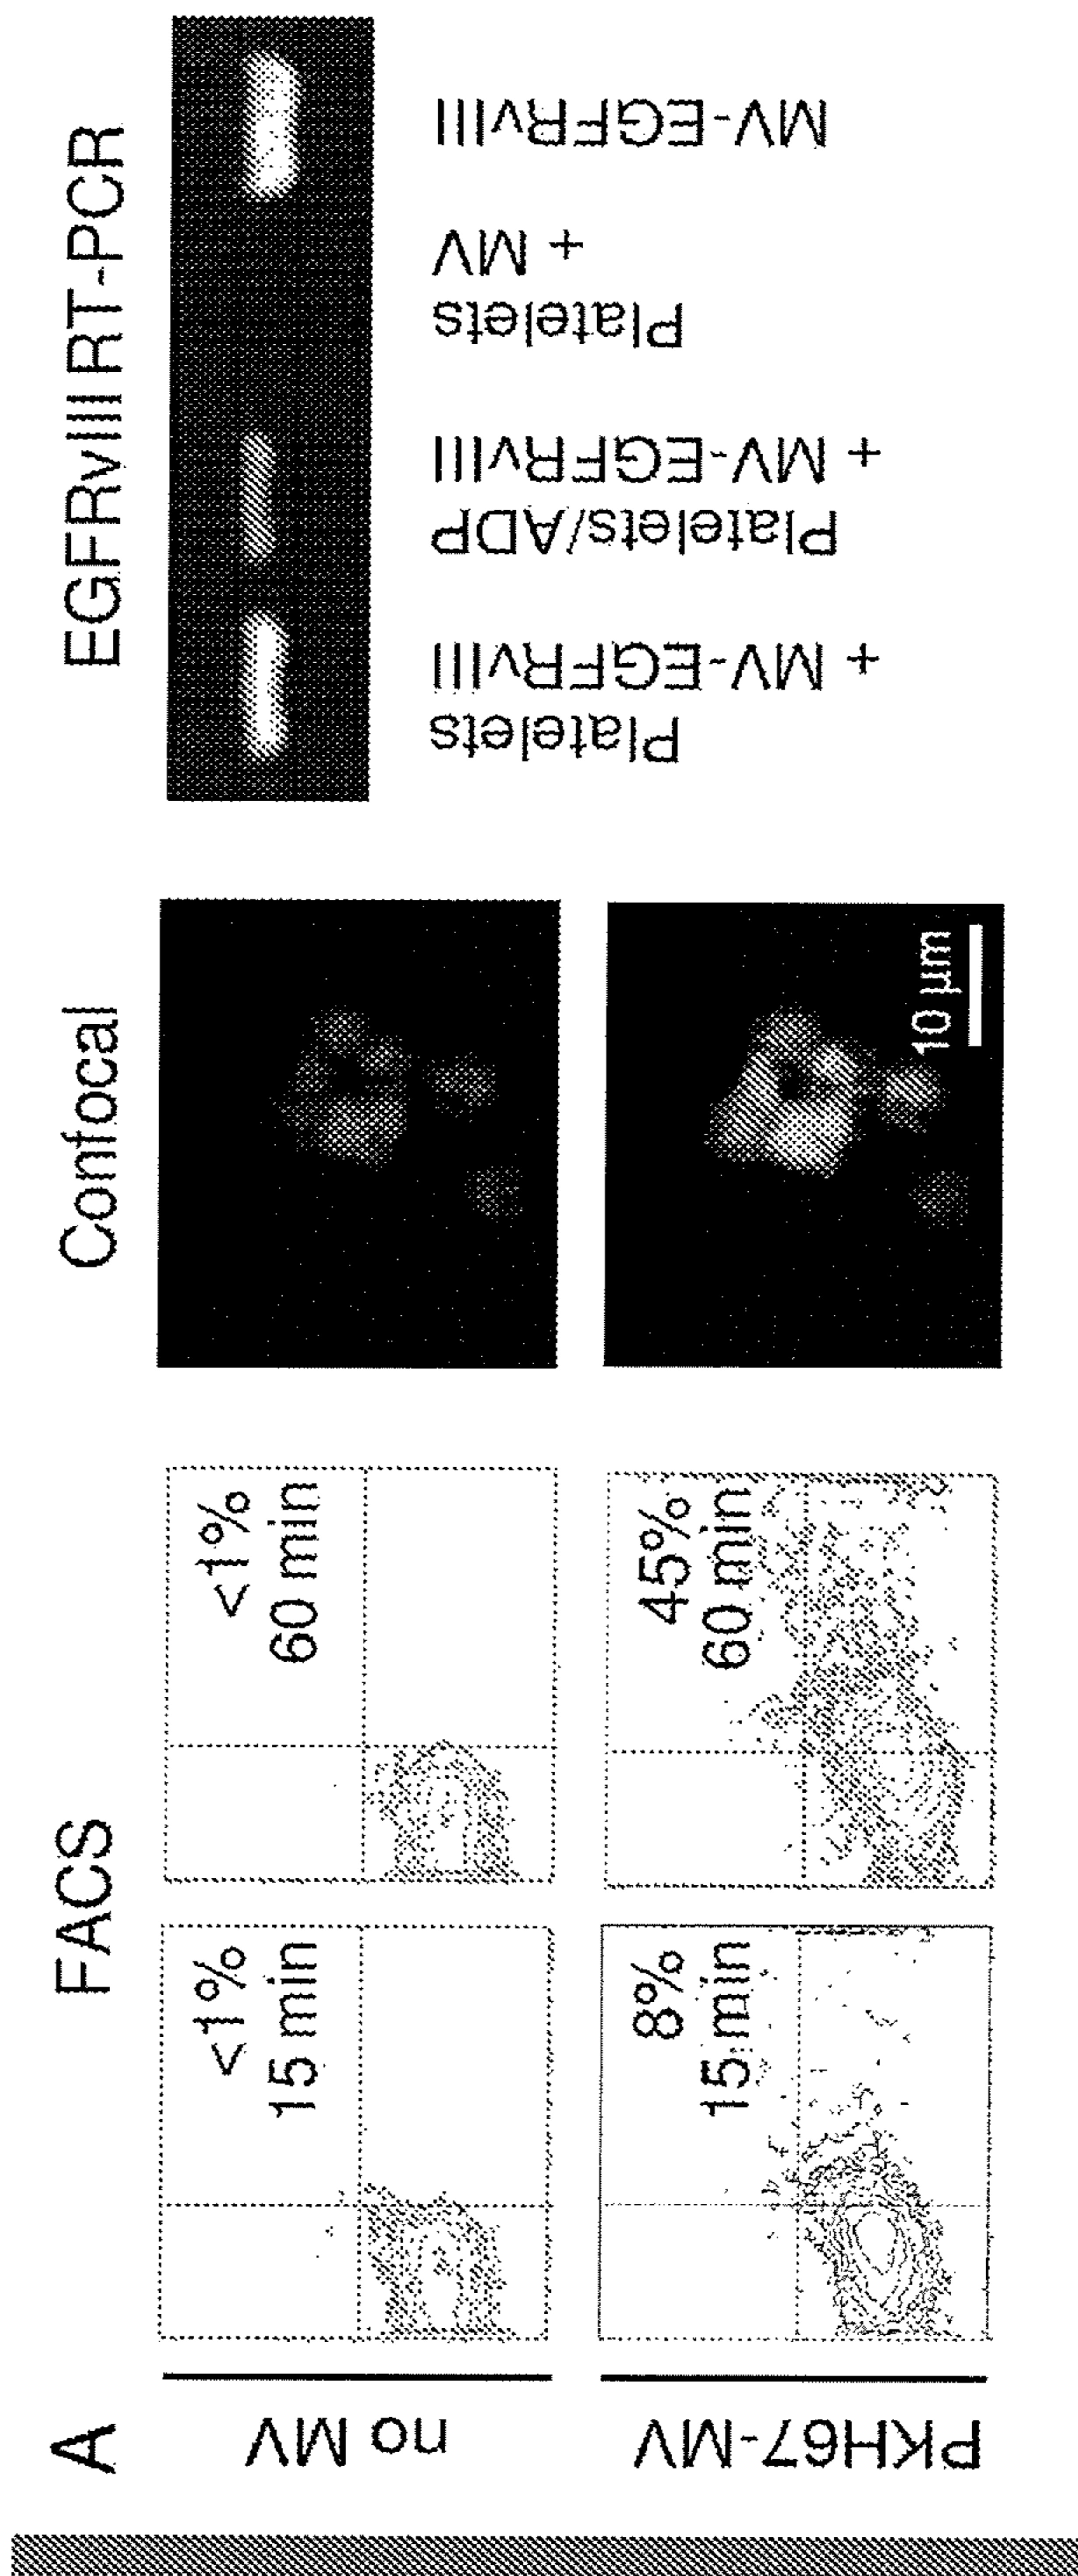 A
FACS
Confocal
EGFRvIII RT-PCR
no MV
<1%
15 min
<1%
60 min
PKH67-MV
8%
15 min
45%
60 min
10 µm
Platelets
+ MV-EGFRvIII
Platelets/ADP
+ MV-EGFRvIII
Platelets
+ MV
MV-EGFRvIII